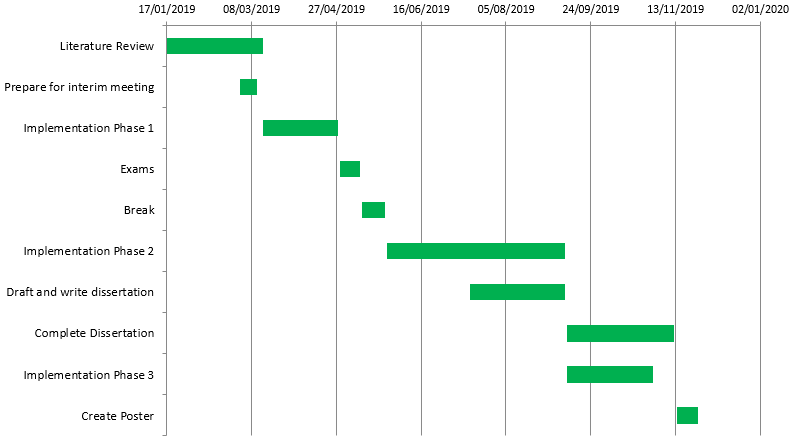 17/01/2019 08/03/2019 27/04/2019 16/06/2019 05/08/2019 24/09/2019 13/11/2019 02/01/2020
Literature Review
Prepare for interim meeting
Implementation Phase 1
Exams
Break
Implementation Phase 2
Draft and write dissertation
Complete Dissertation
Implementation Phase 3
Create Poster